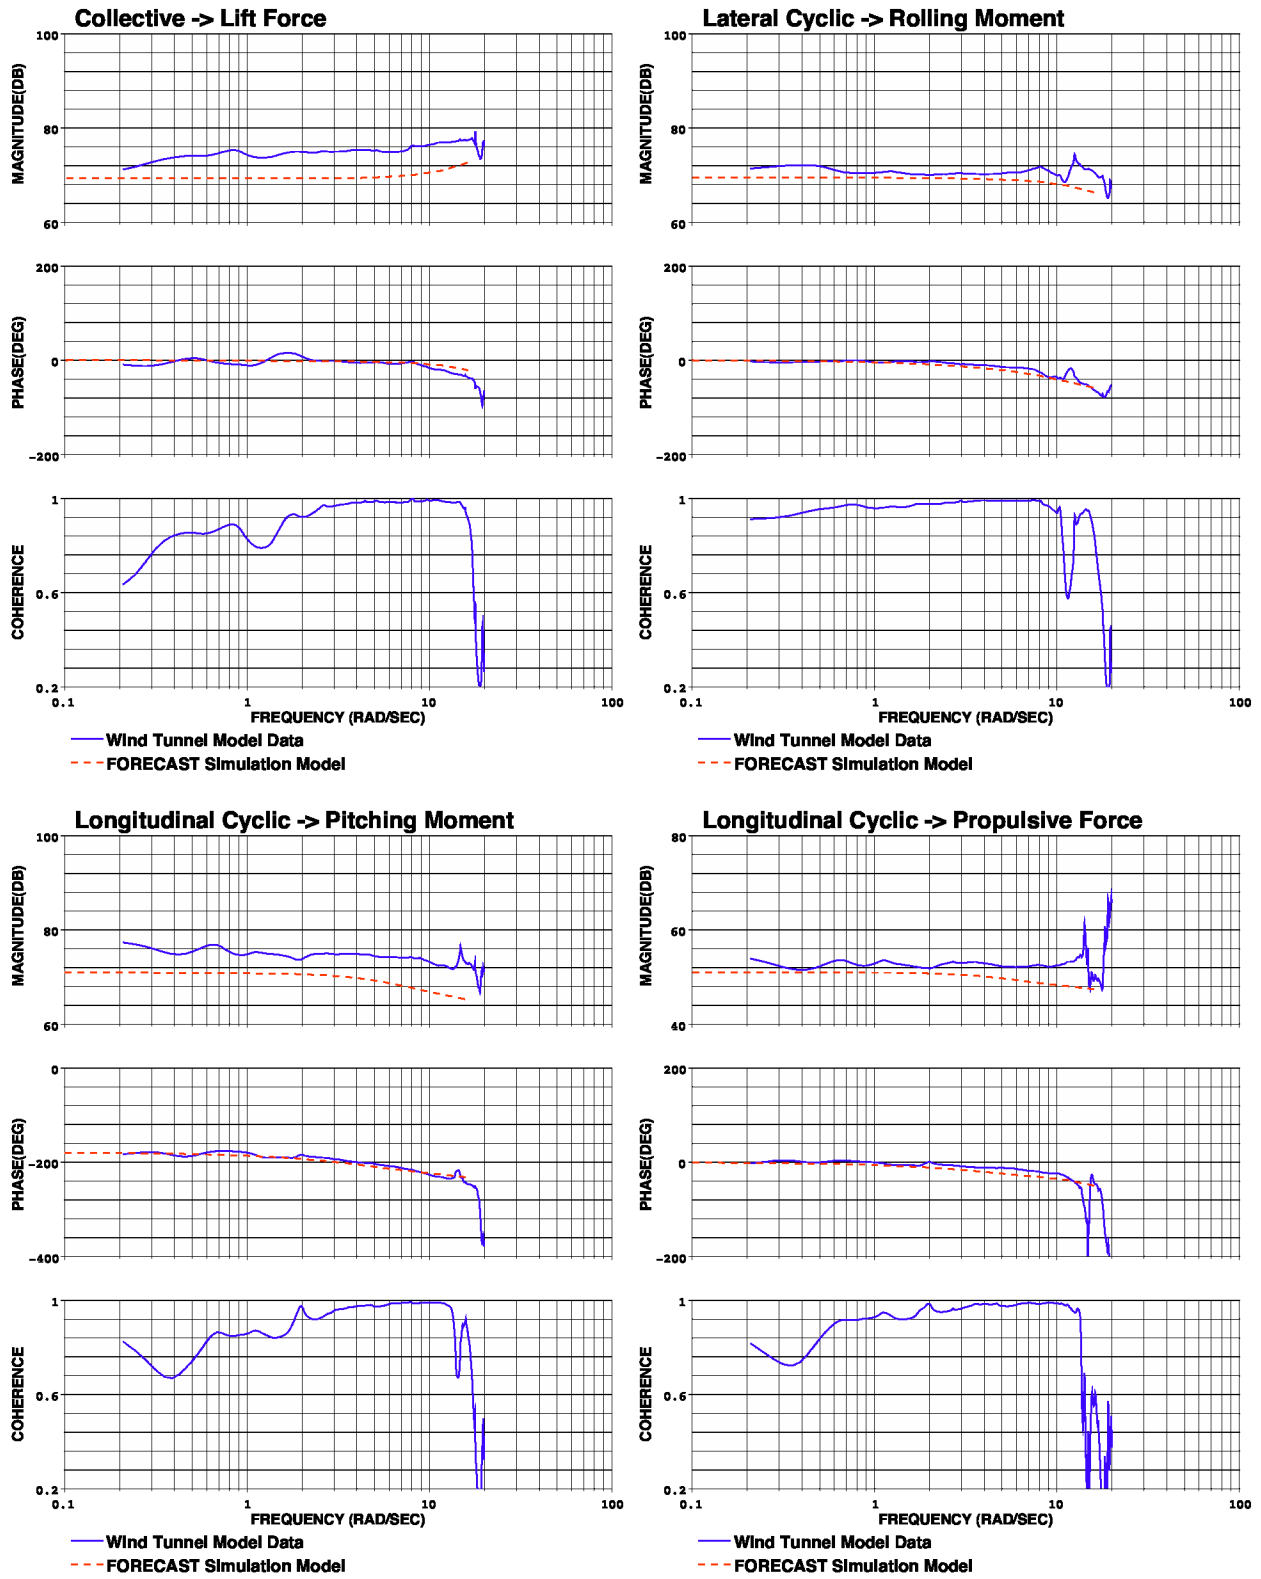 Collective -> Lift Force
100
80
60
MAGNITUDE(DB)
200
0
-200
PHASE(DEG)
1
0.6
0.2
COHERENCE
0.1
1
10
100
FREQUENCY (RAD/SEC)
Wind Tunnel Model Data
FORECAST Simulation Model
Lateral Cyclic -> Rolling Moment
100
80
60
MAGNITUDE(DB)
200
0
-200
PHASE(DEG)
1
0.6
0.2
COHERENCE
0.1
1
10
100
FREQUENCY (RAD/SEC)
Wind Tunnel Model Data
FORECAST Simulation Model
Longitudinal Cyclic -> Pitching Moment
100
80
60
MAGNITUDE(DB)
0
-200
-400
PHASE(DEG)
1
0.6
0.2
COHERENCE
0.1
1
10
100
FREQUENCY (RAD/SEC)
Wind Tunnel Model Data
FORECAST Simulation Model
Longitudinal Cyclic -> Propulsive Force
80
60
40
MAGNITUDE(DB)
200
0
-200
PHASE(DEG)
1
0.6
0.2
COHERENCE
0.1
1
10
100
FREQUENCY (RAD/SEC)
Wind Tunnel Model Data
FORECAST Simulation Model